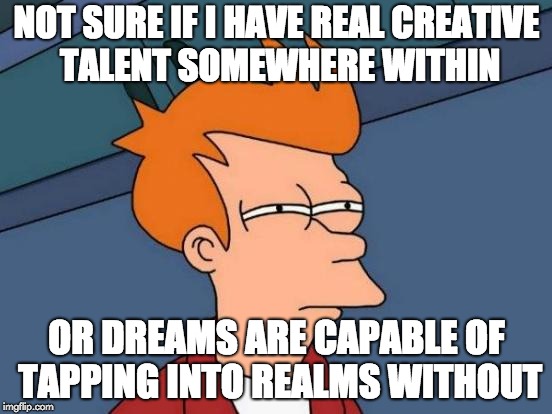 NOT SURE IF I HAVE REAL CREATIVE
TALENT SOMEWHERE WITHIN
OR DREAMS ARE CAPABLE OF
TAPPING INTO REALMS WITHOUT
imgflip.com